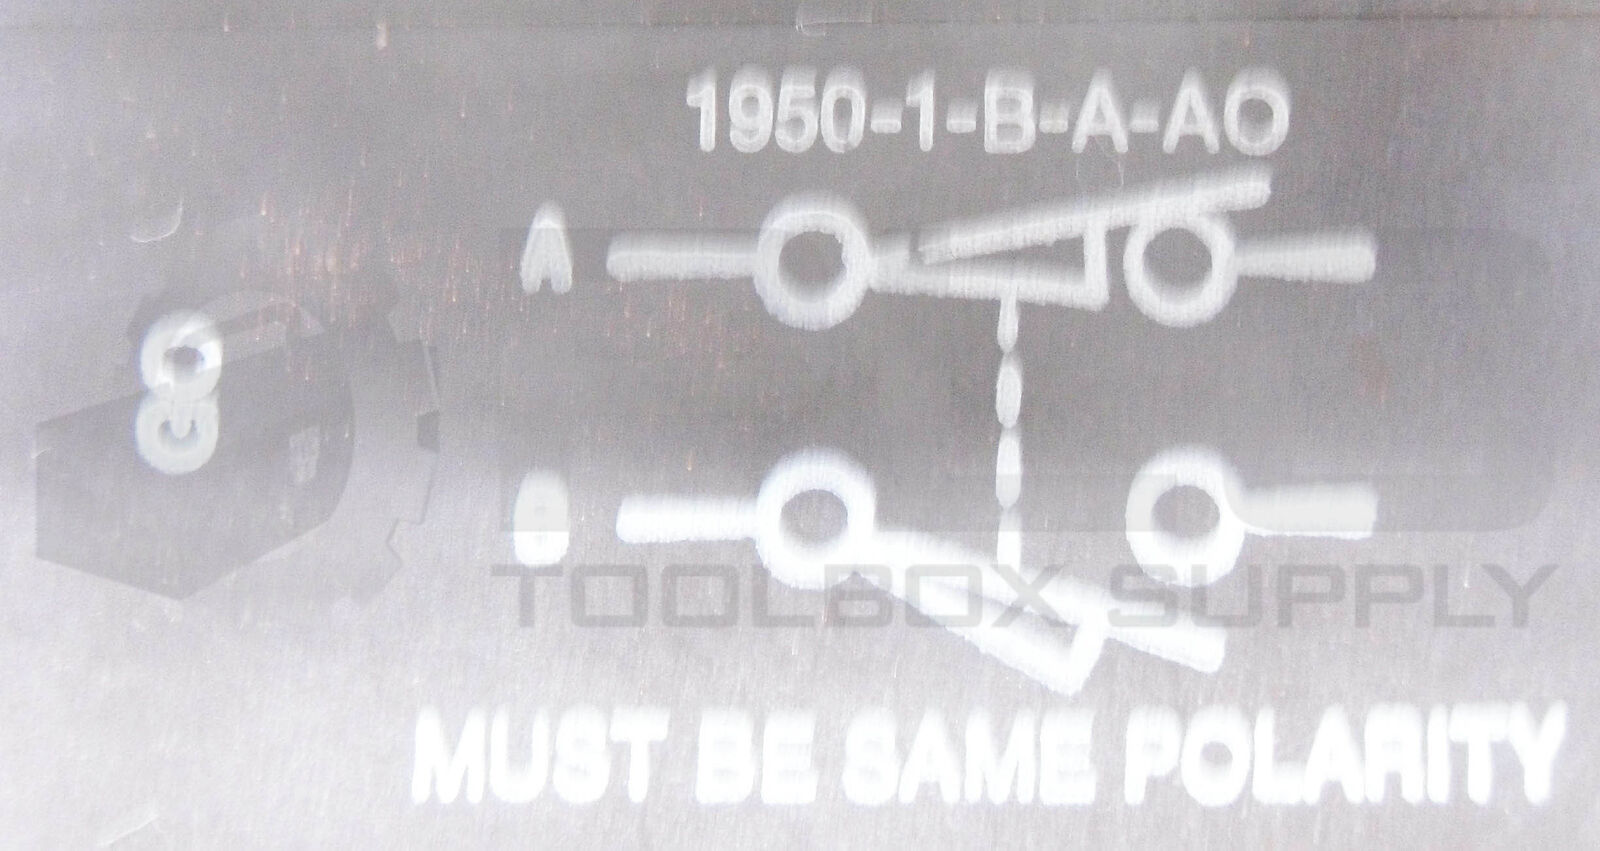 1950-1-B-A-AO
A
B
TOOLBOX SUPPLY
MUST BE SAME POLARITY